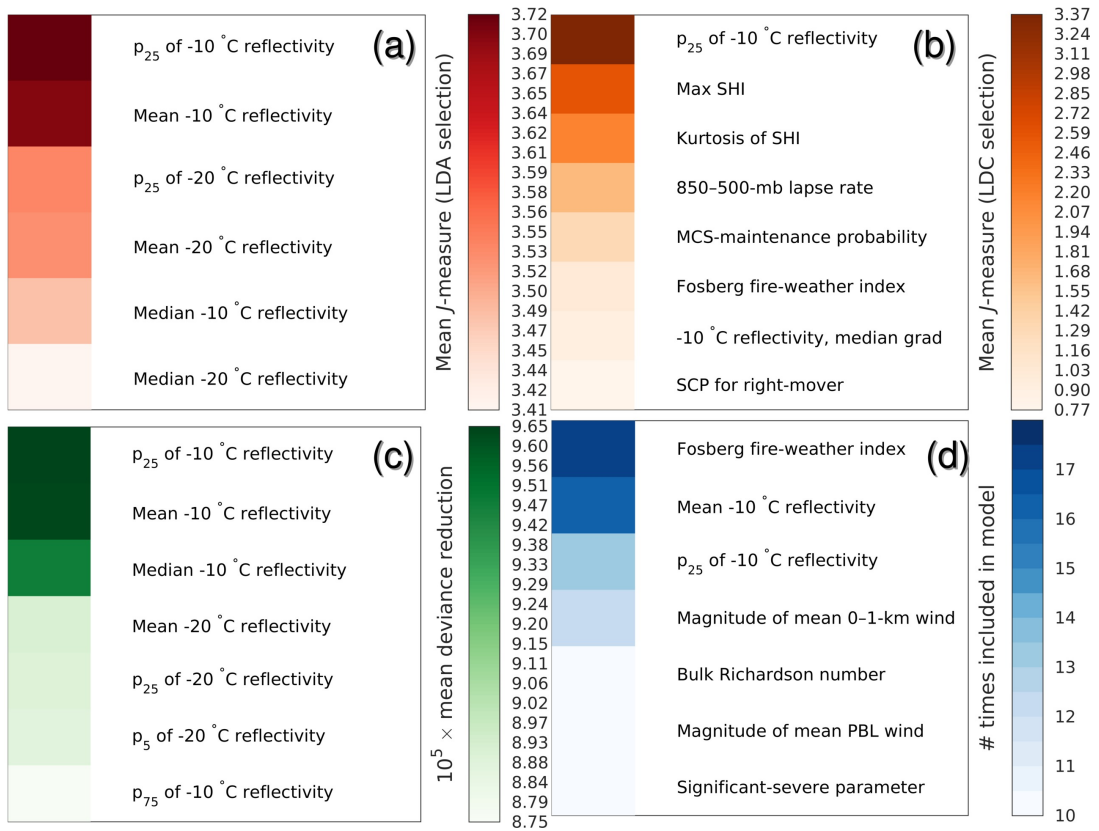 (a)
p25 of -10 °C reflectivity
Mean -10 °C reflectivity
p25 of -20 °C reflectivity
Mean -20 °C reflectivity
Median -10 °C reflectivity
Median -20 °C reflectivity
Mean J-measure (LDA selection)
3.72
3.70
3.69
3.67
3.65
3.64
3.62
3.61
3.59
3.58
3.56
3.55
3.53
3.52
3.50
3.49
3.47
3.45
3.44
3.42
3.41
(b)
p25 of -10 °C reflectivity
Max SHI
Kurtosis of SHI
850–500-mb lapse rate
MCS-maintenance probability
Fosberg fire-weather index
-10 °C reflectivity, median grad
SCP for right-mover
Mean J-measure (LDC selection)
3.37
3.24
3.11
2.98
2.85
2.72
2.59
2.46
2.33
2.20
2.07
1.94
1.81
1.68
1.55
1.42
1.29
1.16
1.03
0.90
0.77
(c)
p25 of -10 °C reflectivity
Mean -10 °C reflectivity
Median -10 °C reflectivity
Mean -20 °C reflectivity
p25 of -20 °C reflectivity
p5 of -20 °C reflectivity
p75 of -10 °C reflectivity
10^5 × mean deviance reduction
9.65
9.60
9.56
9.51
9.47
9.42
9.38
9.33
9.29
9.24
9.20
9.15
9.11
9.06
9.02
8.97
8.93
8.88
8.84
8.79
8.75
(d)
Fosberg fire-weather index
Mean -10 °C reflectivity
p25 of -10 °C reflectivity
Magnitude of mean 0–1-km wind
Bulk Richardson number
Magnitude of mean PBL wind
Significant-severe parameter
# times included in model
17
16
15
14
13
12
11
10